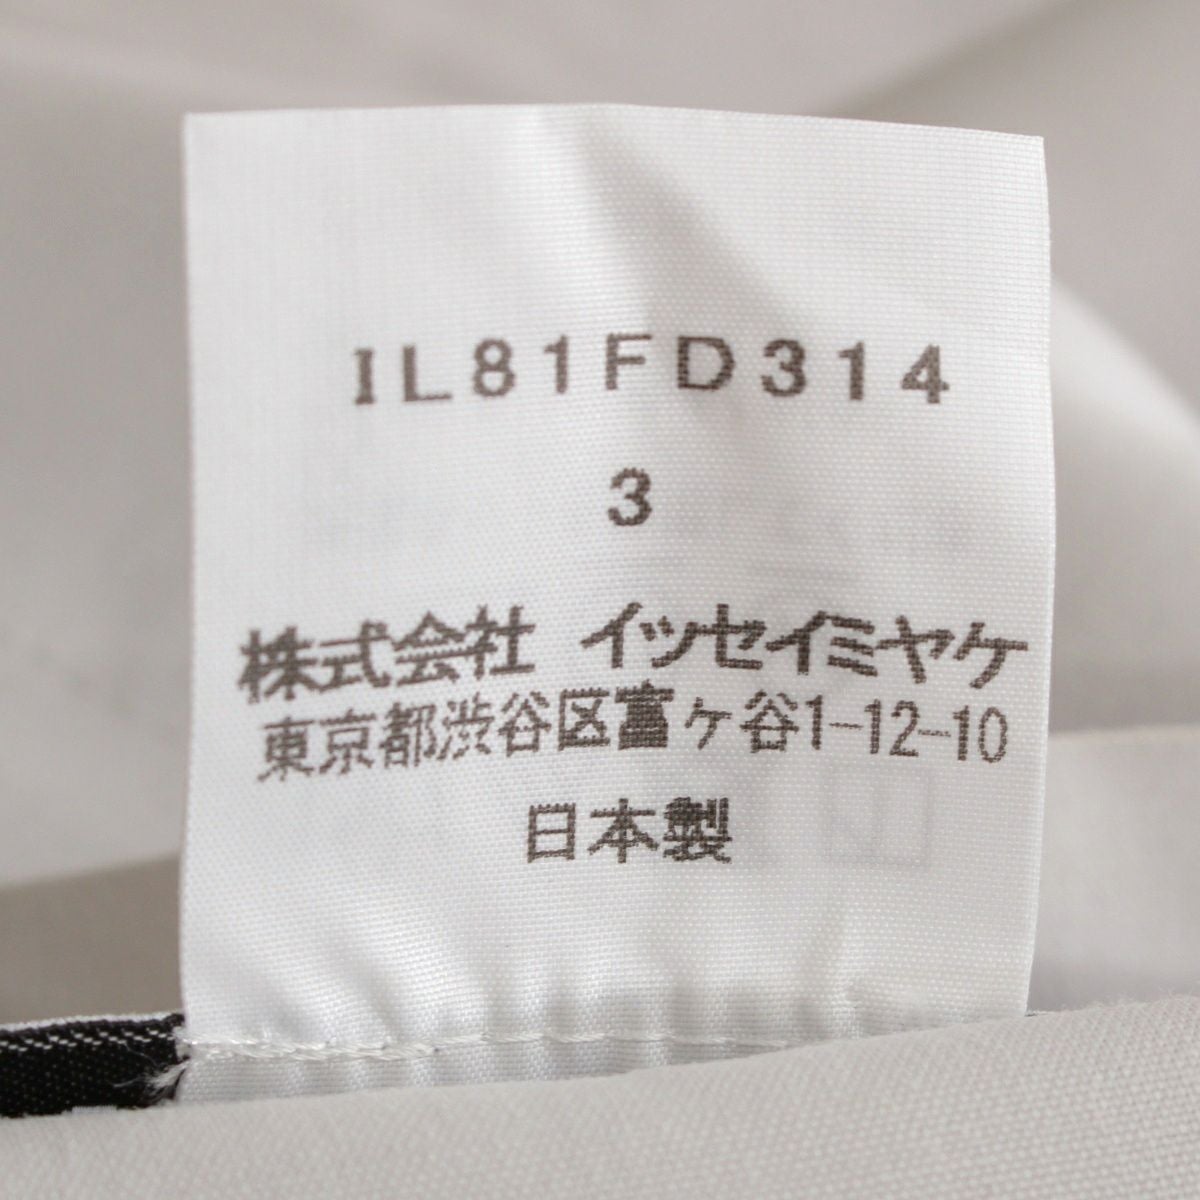 IL81FD314
3
株式会社 イッセイミヤケ
東京都渋谷区富ヶ谷1-12-10
日本製